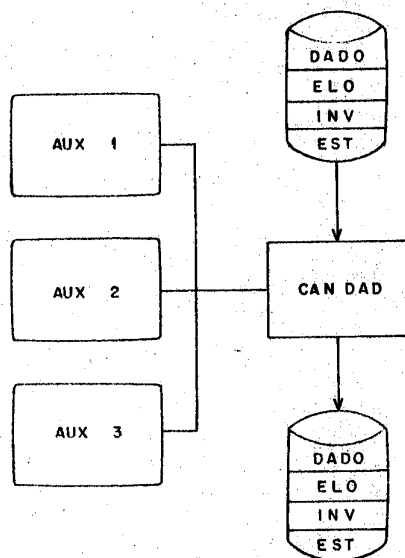 DADO
ELO
INV
EST
AUX 1
AUX 2
AUX 3
CAN DAD
DADO
ELO
INV
EST